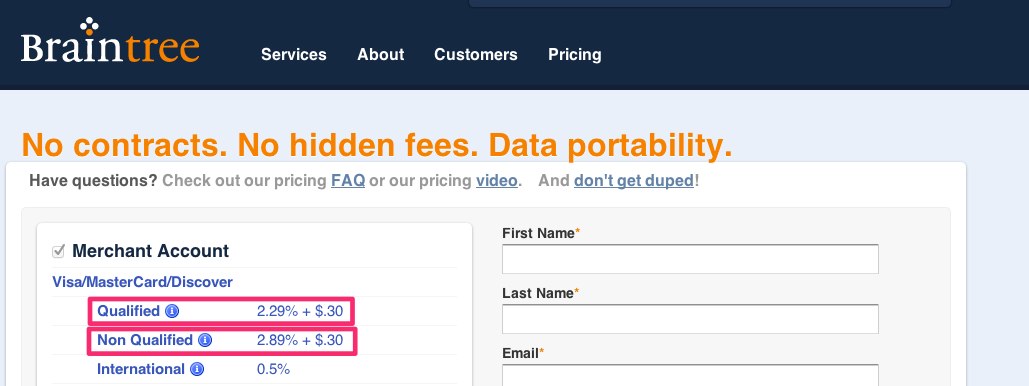 Braintree
Services About Customers Pricing
No contracts. No hidden fees. Data portability.
Have questions? Check out our pricing FAQ or our pricing video. And don't get duped!
Merchant Account
Visa/MasterCard/Discover
Qualified i 2.29% + $.30
Non Qualified i 2.89% + $.30
International i 0.5%
First Name*
Last Name*
Email*